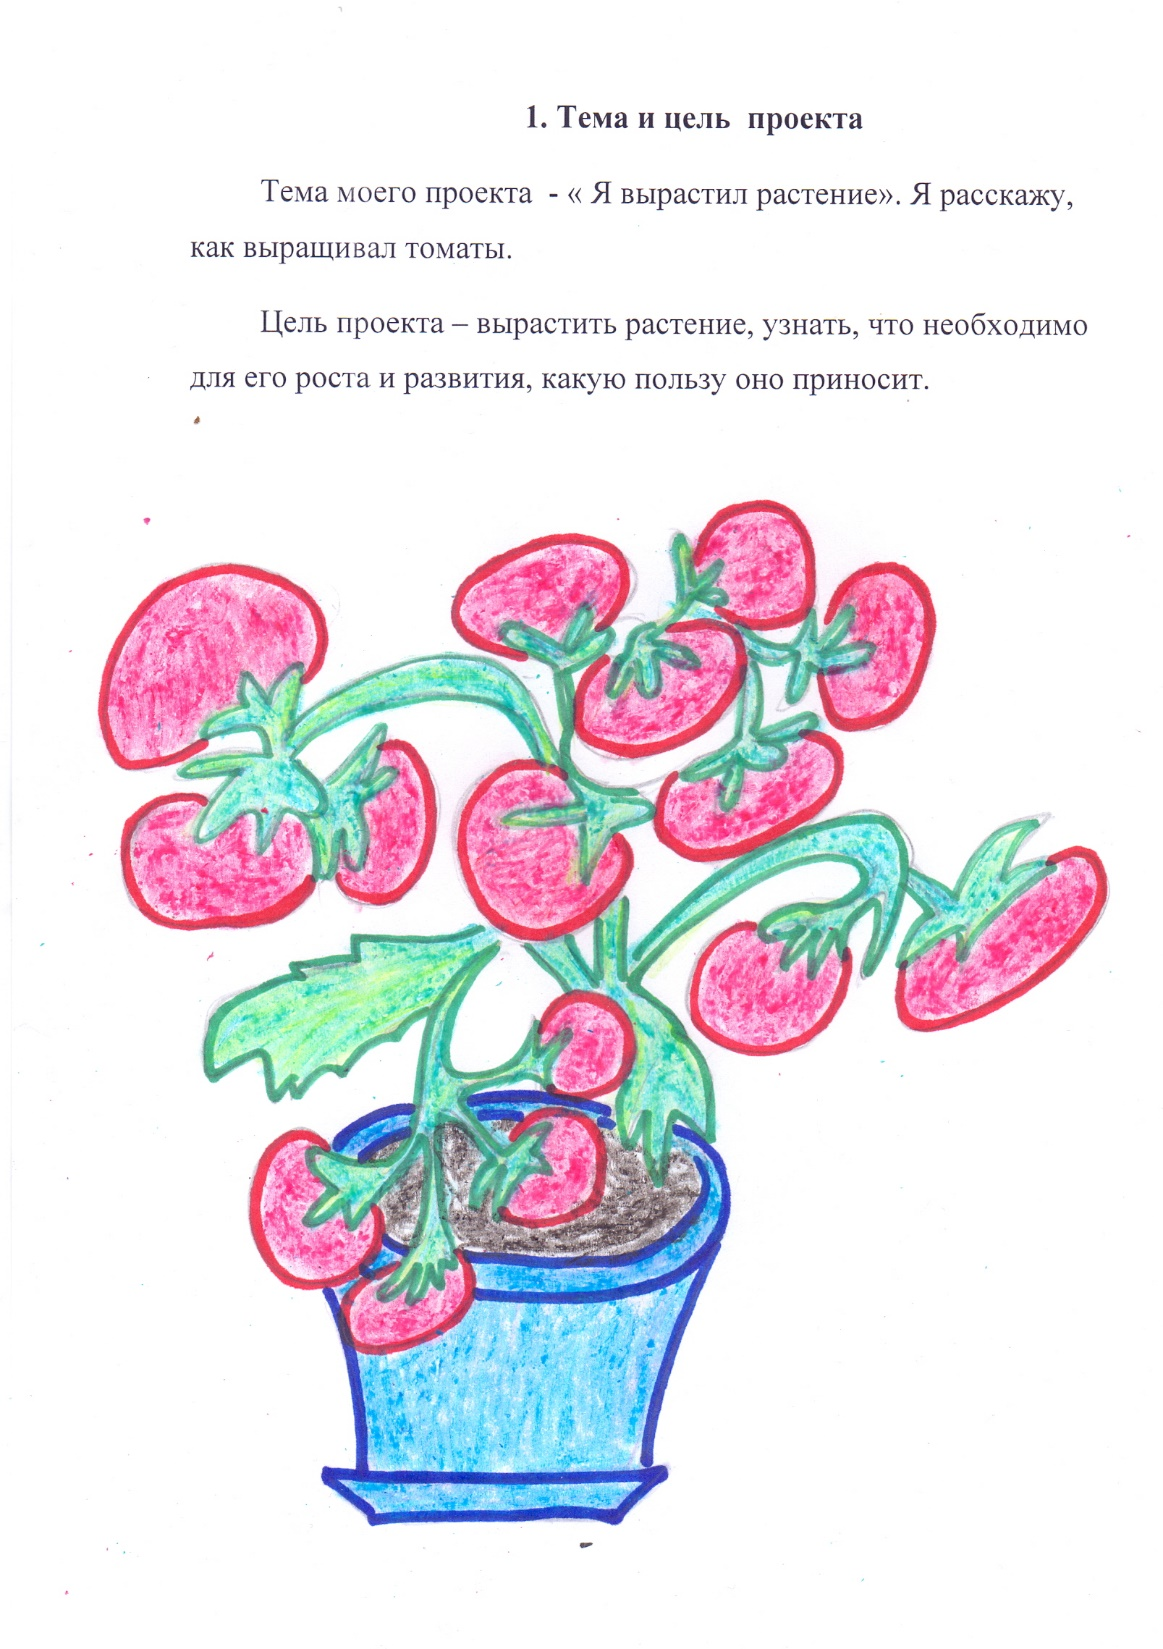 1. Тема и цель  проекта
Тема моего проекта  - « Я вырастил растение». Я расскажу,
как выращивал томаты.
Цель проекта – вырастить растение, узнать, что необходимо
для его роста и развития, какую пользу оно приносит.